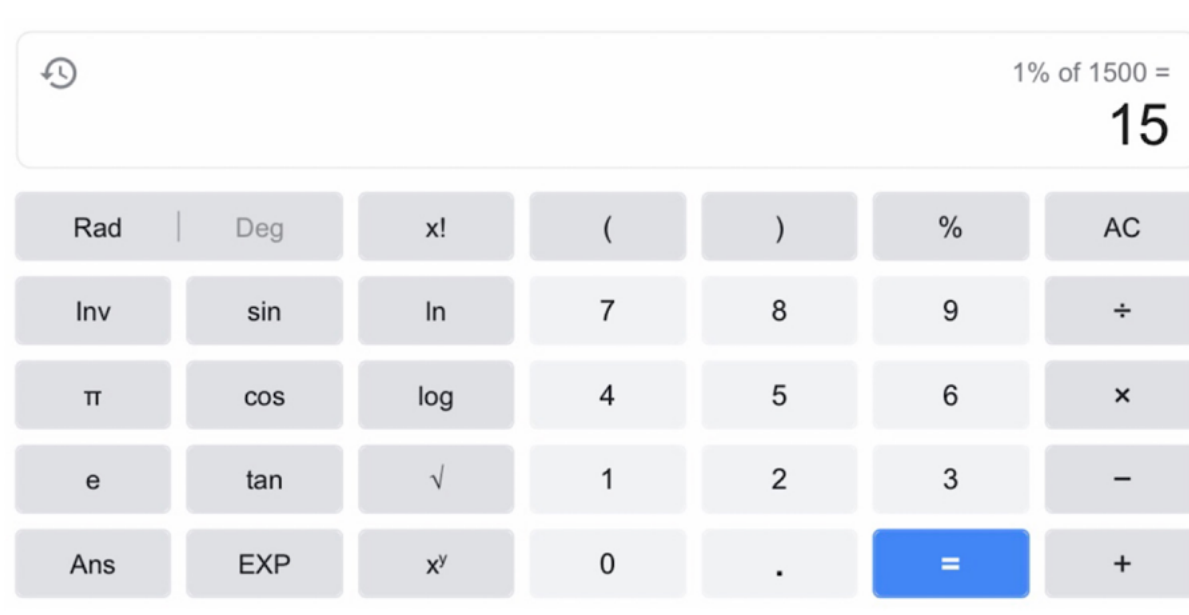 1% of 1500 =
15
Rad | Deg x! ( ) % AC
Inv sin ln 7 8 9 ÷
π cos log 4 5 6 ×
e tan √ 1 2 3 −
Ans EXP xʸ 0 . = +